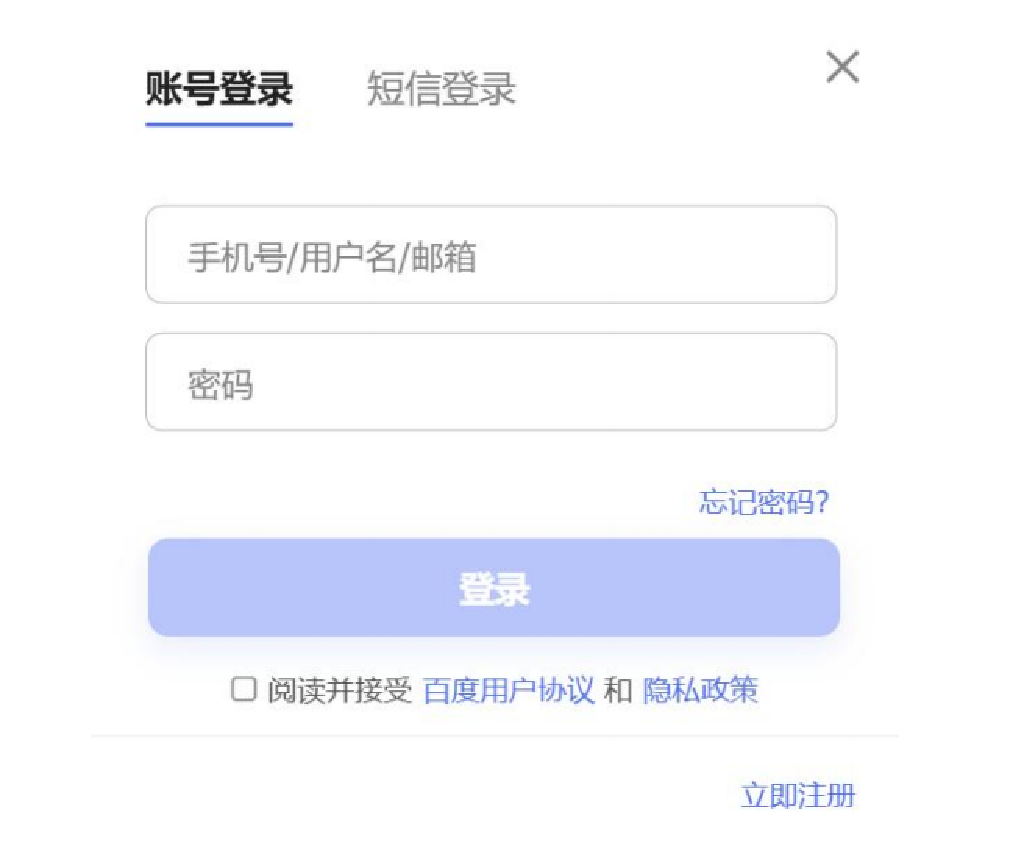 账号登录 短信登录
手机号/用户名/邮箱
密码
忘记密码?
登录
阅读并接受 百度用户协议 和 隐私政策
立即注册